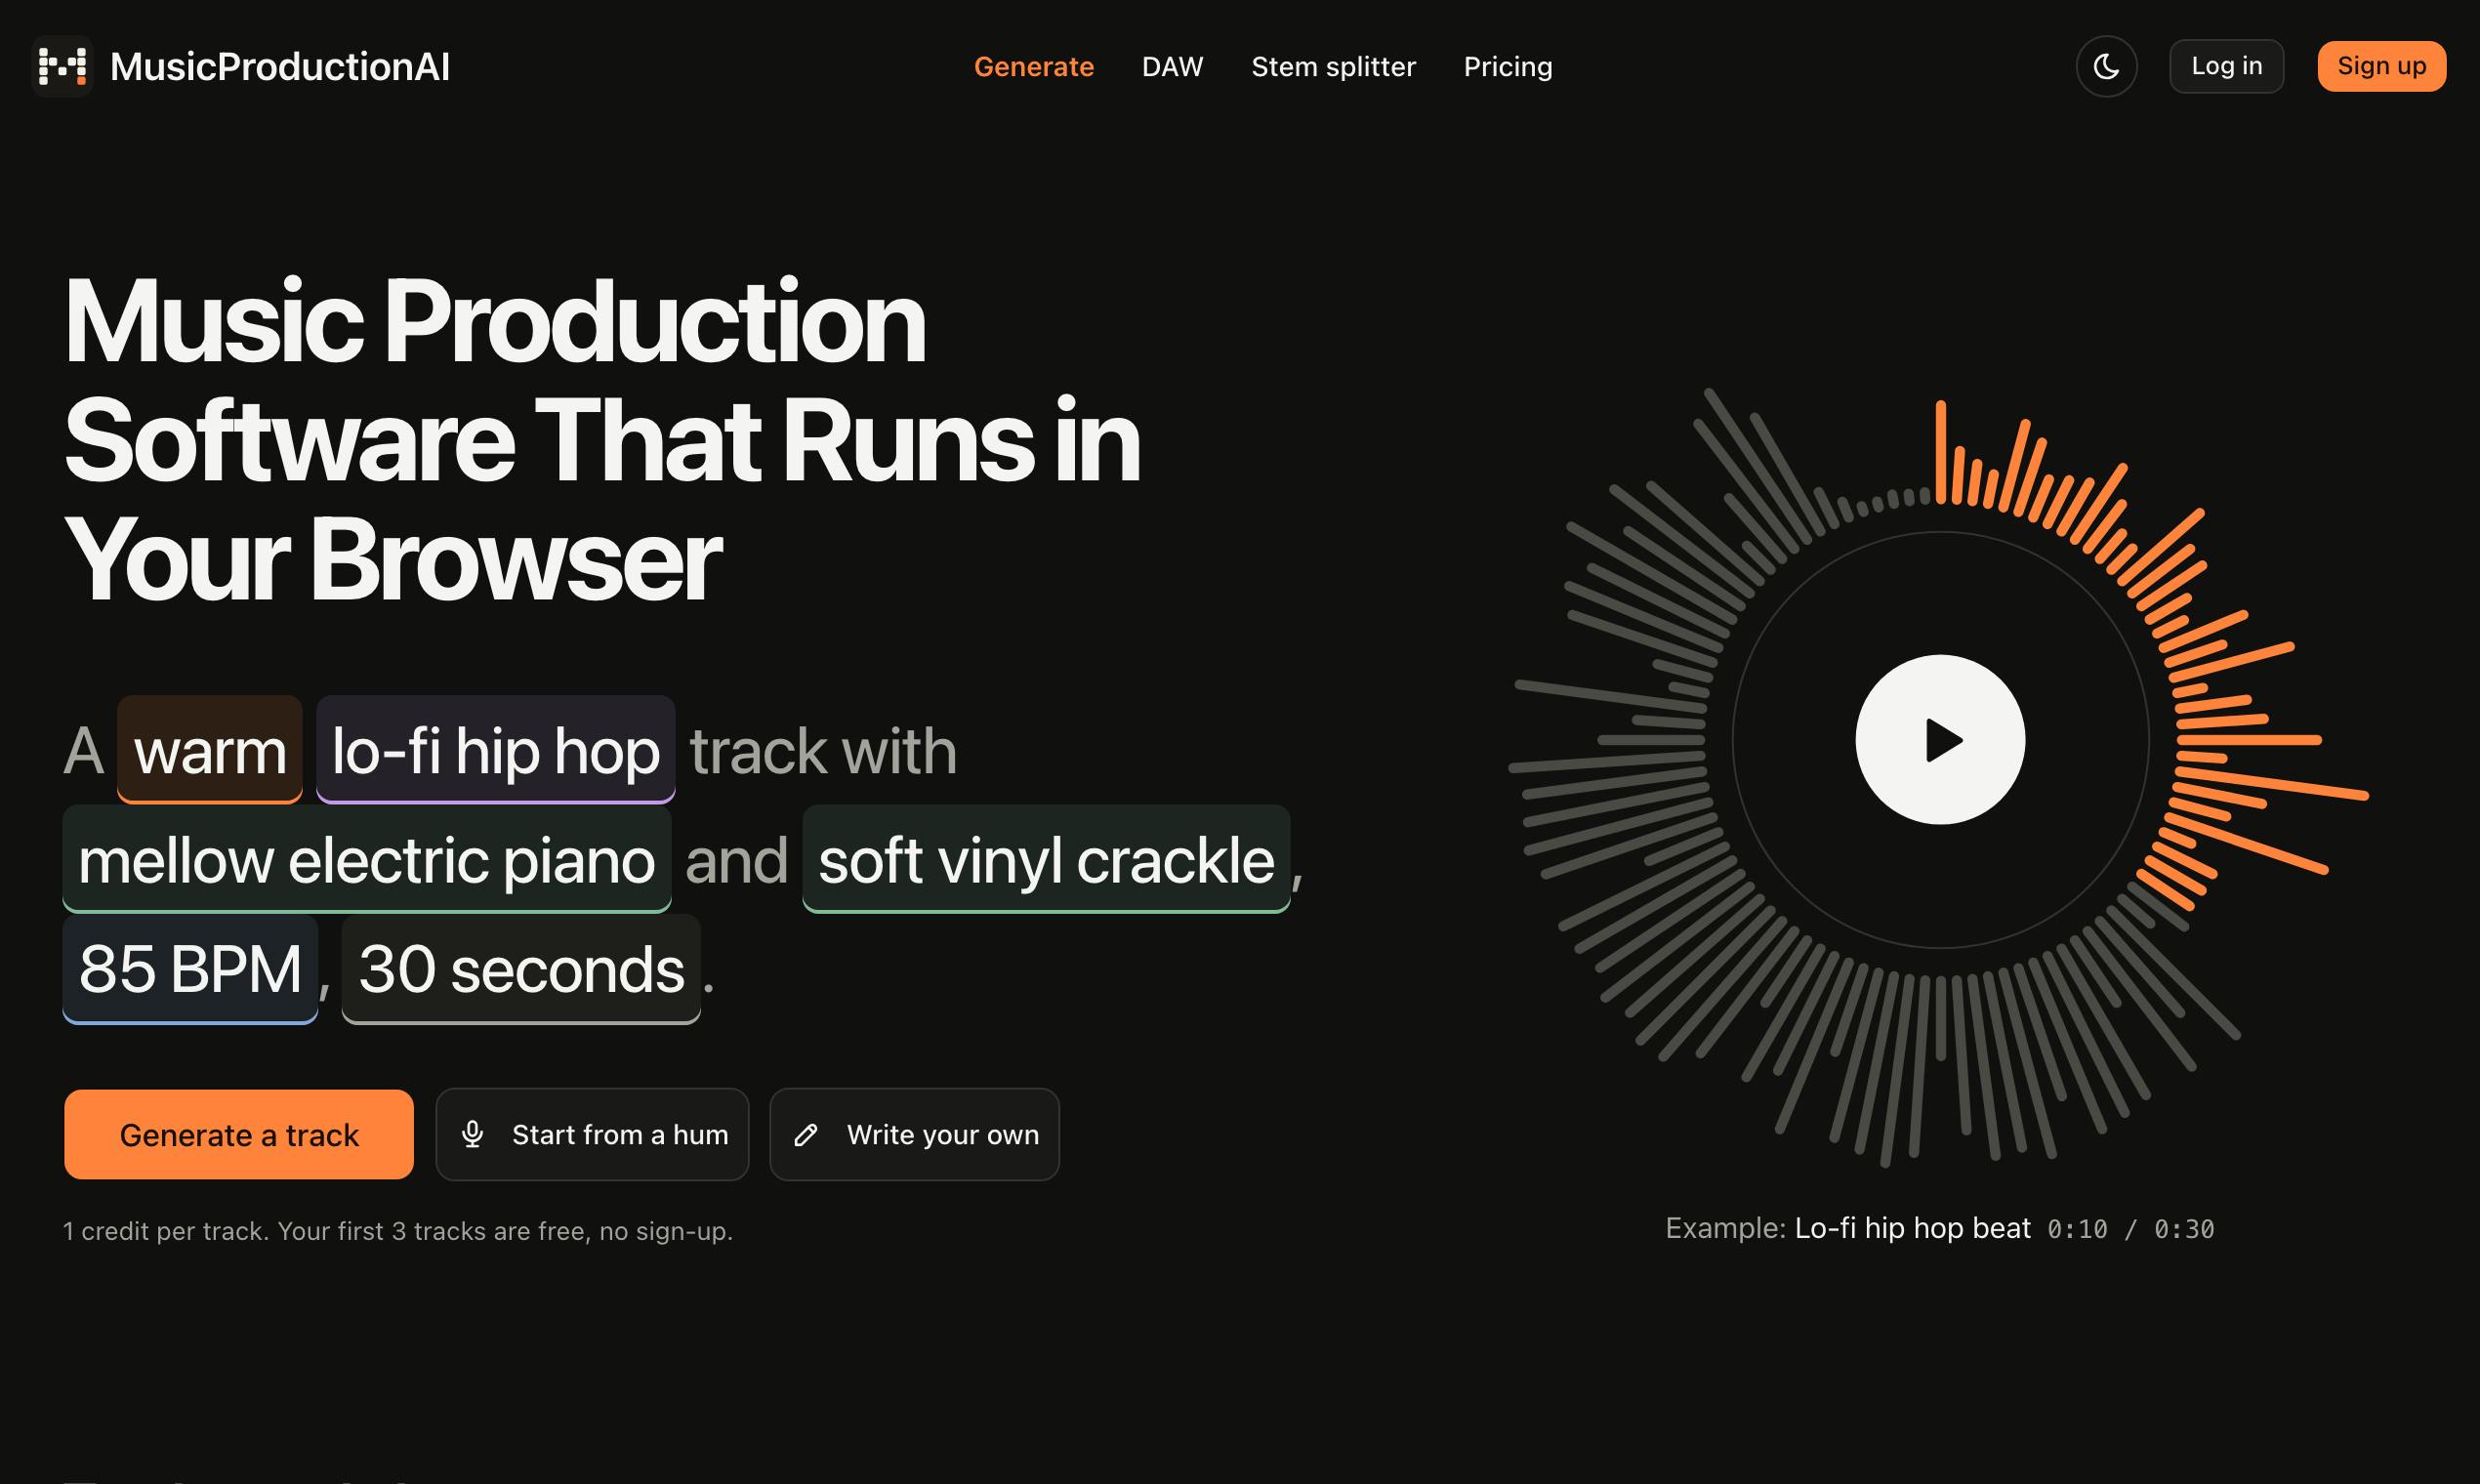 MusicProductionAI
Generate
DAW
Stem splitter
Pricing
Log in
Sign up
Music Production
Software That Runs in
Your Browser
A warm lo-fi hip hop track with
mellow electric piano and soft vinyl crackle,
85 BPM, 30 seconds.
Generate a track
Start from a hum
Write your own
1 credit per track. Your first 3 tracks are free, no sign-up.
Example: Lo-fi hip hop beat 0:10 / 0:30